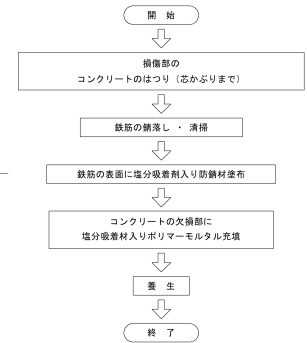 開　始
損傷部の
コンクリートのはつり（芯かぶりまで）
鉄筋の錆落し ・ 清掃
鉄筋の表面に塩分吸着剤入り防錆材塗布
コンクリートの欠損部に
塩分吸着材入りポリマーモルタル充填
養　生
終　了